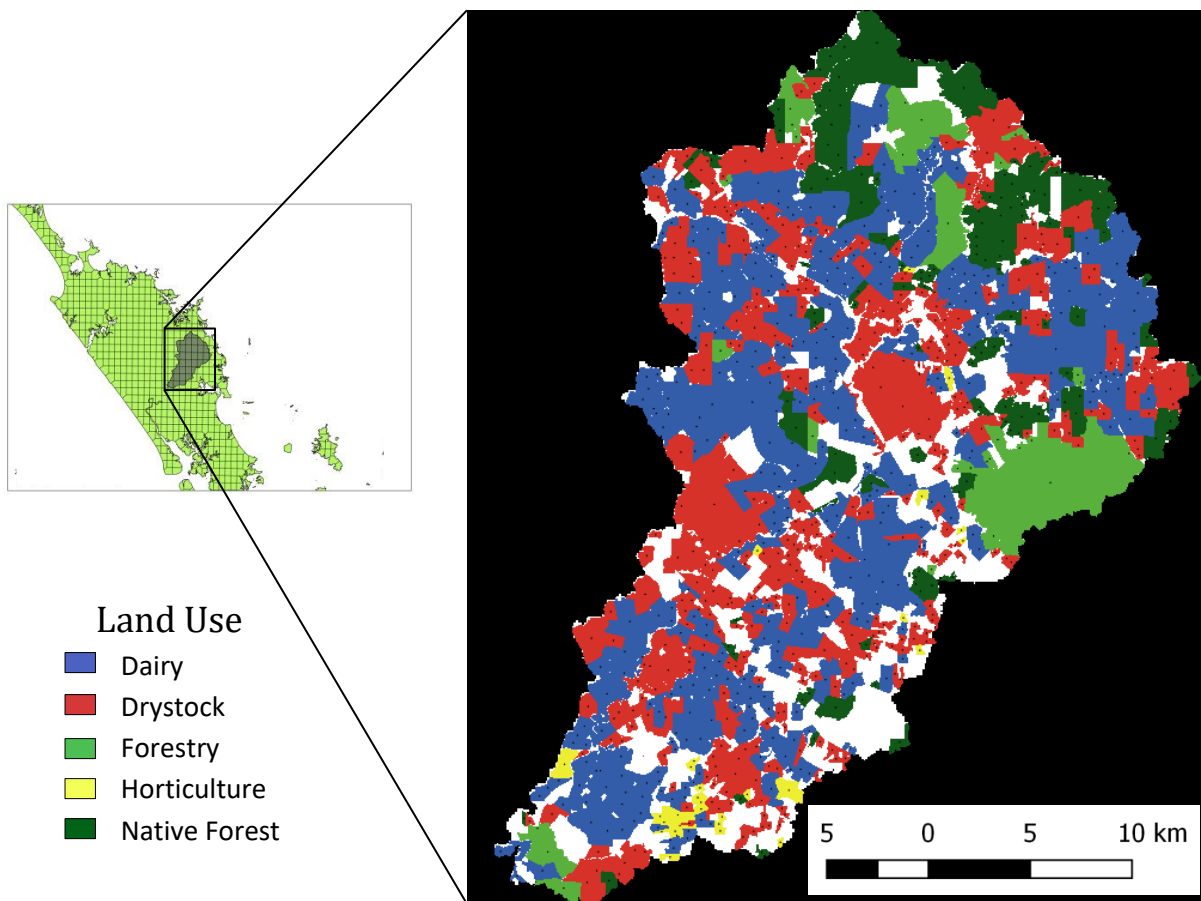 Land Use
Dairy
Drystock
Forestry
Horticulture
Native Forest
5 0 5 10 km